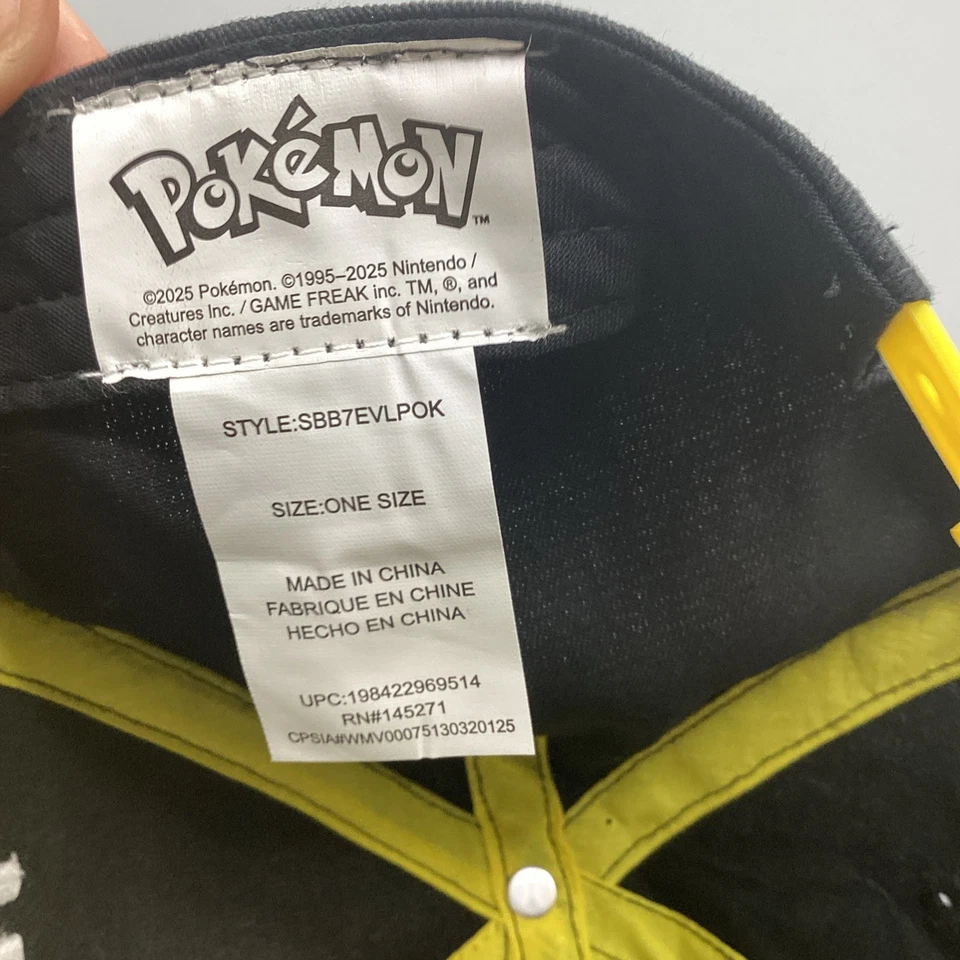 POKéMON™
©2025 Pokémon. ©1995–2025 Nintendo /
Creatures Inc. / GAME FREAK inc. TM, ®, and
character names are trademarks of Nintendo.
STYLE:SBB7EVLPOK
SIZE:ONE SIZE
MADE IN CHINA
FABRIQUE EN CHINE
HECHO EN CHINA
UPC:198422969514
RN#145271
CPSIA#WMV00075130320125